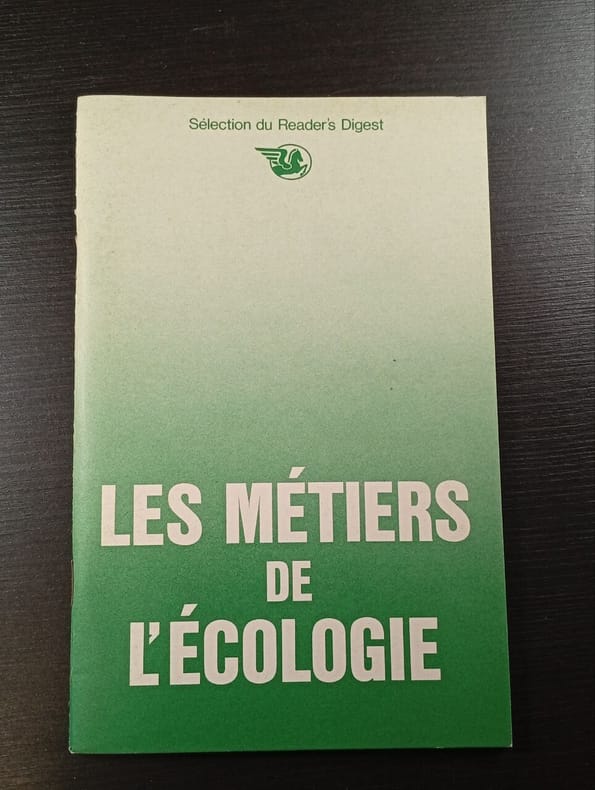 Sélection du Reader's Digest
LES MÉTIERS
DE
L'ÉCOLOGIE